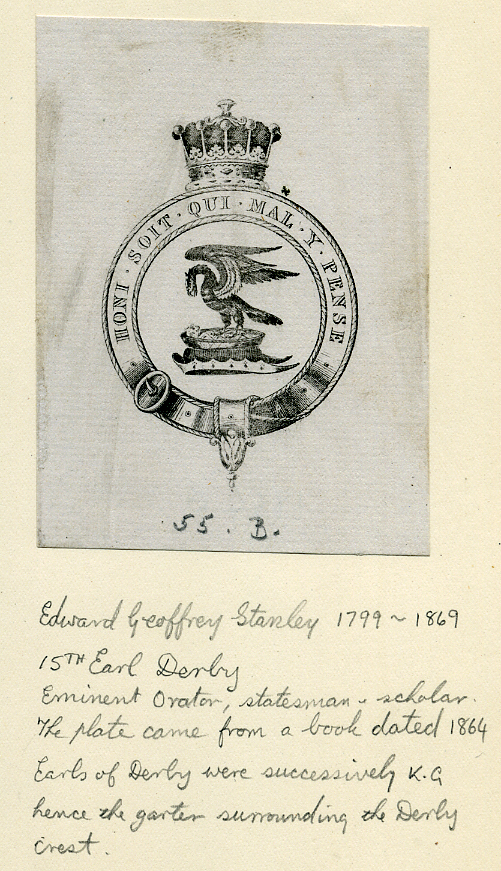 HONI · SOIT · QUI · MAL · Y · PENSE
55. B.
Edward Geoffrey Stanley 1799 ~ 1869
15TH Earl Derby
Eminent Orator, statesman - scholar.
The plate came from a book dated 1864
Earls of Derby were successively K.G
hence the garter surrounding the Derby
crest.